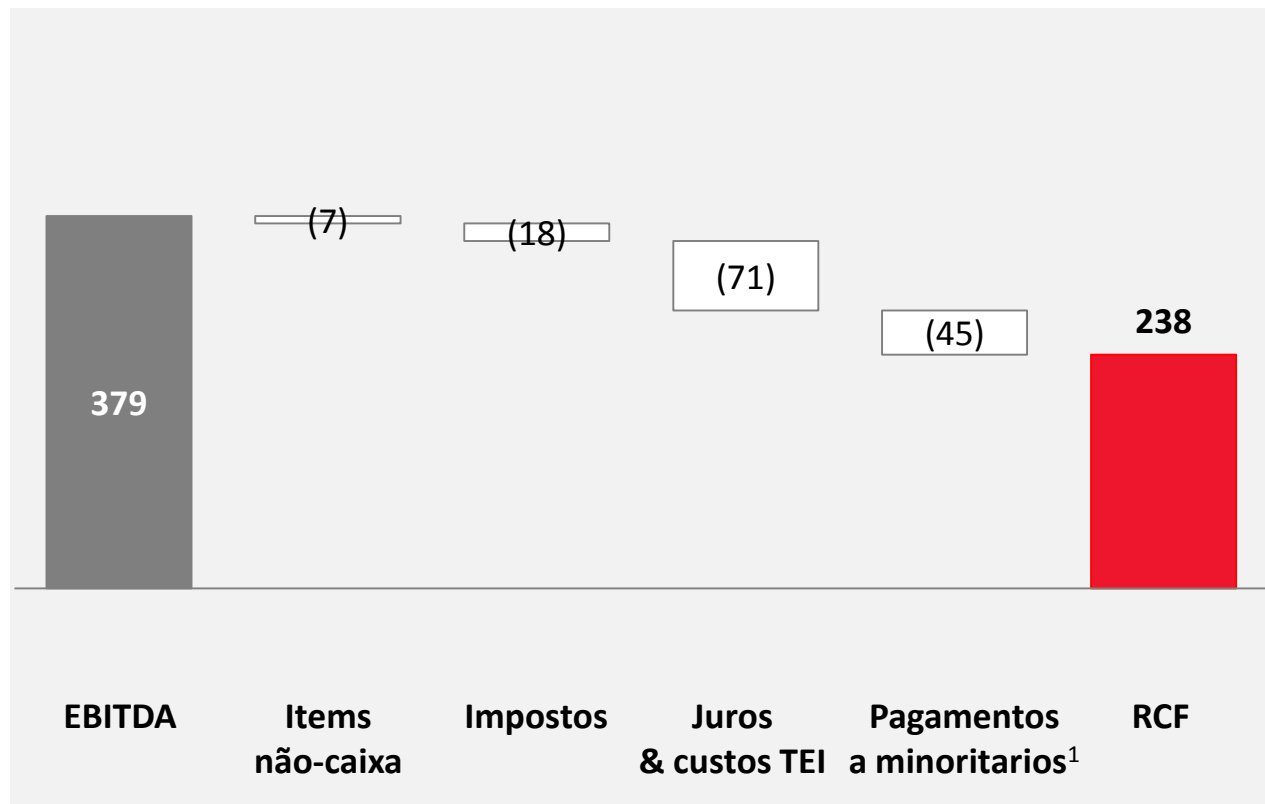 (7)
(18)
(71)
(45)
238
379
EBITDA
Items
não-caixa
Impostos
Juros
& custos TEI
Pagamentos
a minoritarios¹
RCF